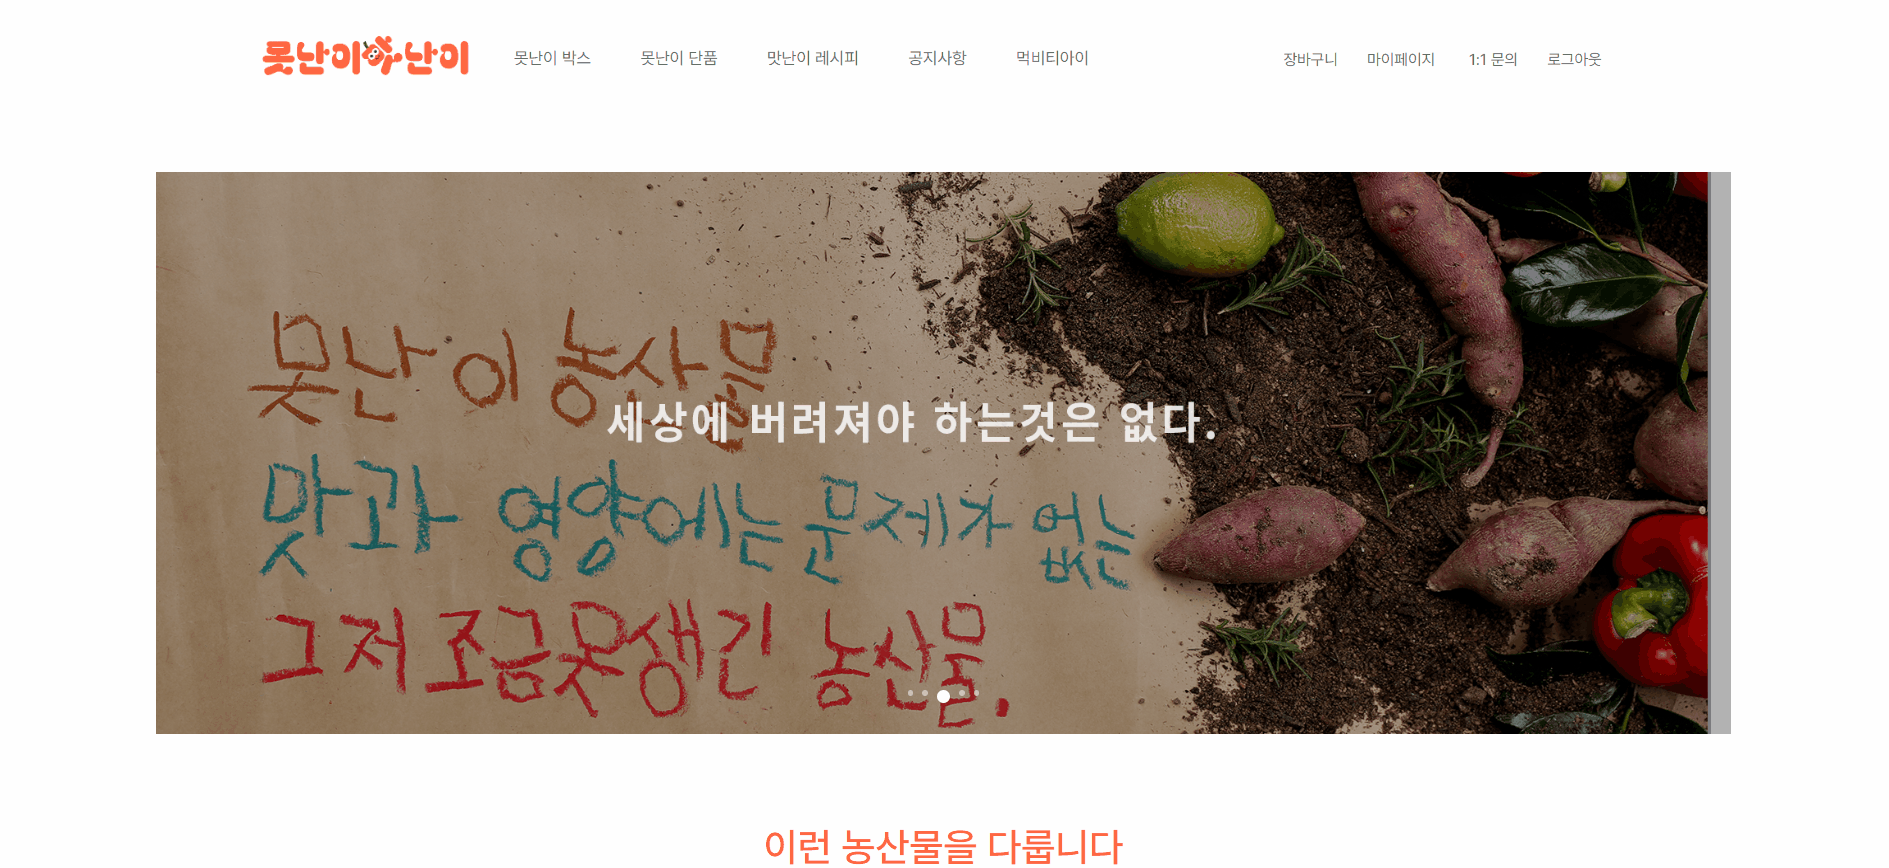 못난이야난이
못난이 박스
못난이 단품
맛난이 레시피
공지사항
먹비티아이
장바구니
마이페이지
1:1 문의
로그아웃
못난이 농산물
세상에 버려져야 하는것은 없다.
맛과 영양에는 문제가 없는
그저 조금 못생긴 농산물.
이런 농산물을 다룹니다